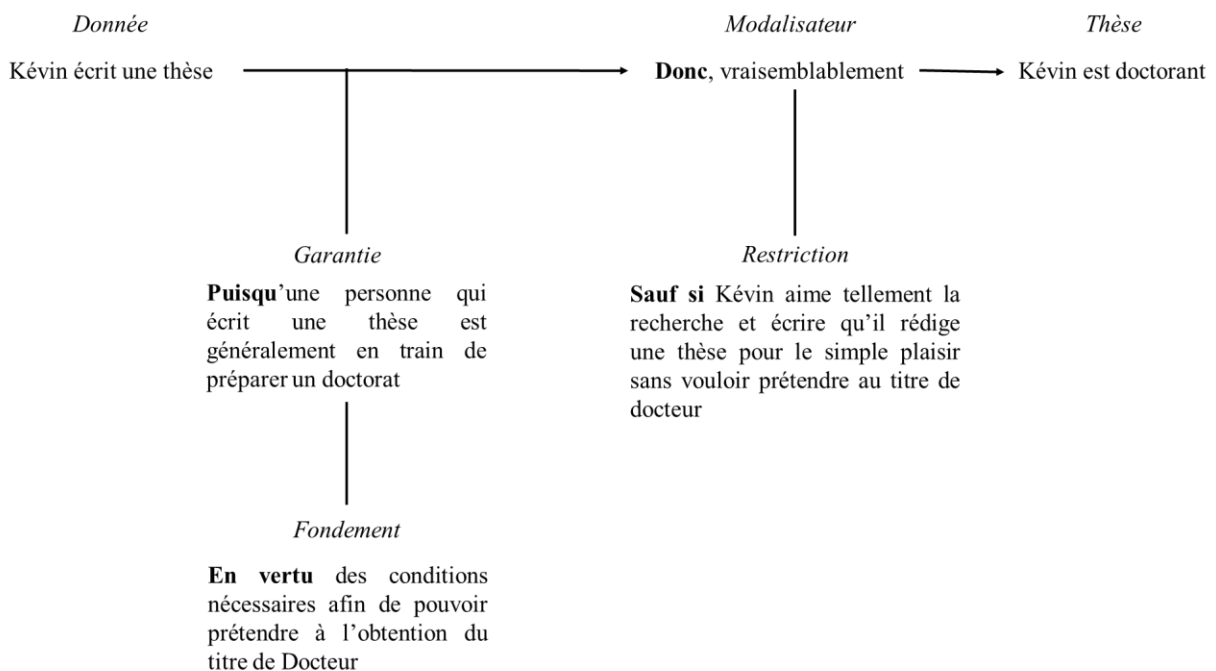 Donnée
Modalisateur
Thèse
Kévin écrit une thèse
Donc, vraisemblablement
Kévin est doctorant
Garantie
Puisqu’une personne qui
écrit une thèse est
généralement en train de
préparer un doctorat
Restriction
Sauf si Kévin aime tellement la
recherche et écrire qu’il rédige
une thèse pour le simple plaisir
sans vouloir prétendre au titre de
docteur
Fondement
En vertu des conditions
nécessaires afin de pouvoir
prétendre à l’obtention du
titre de Docteur